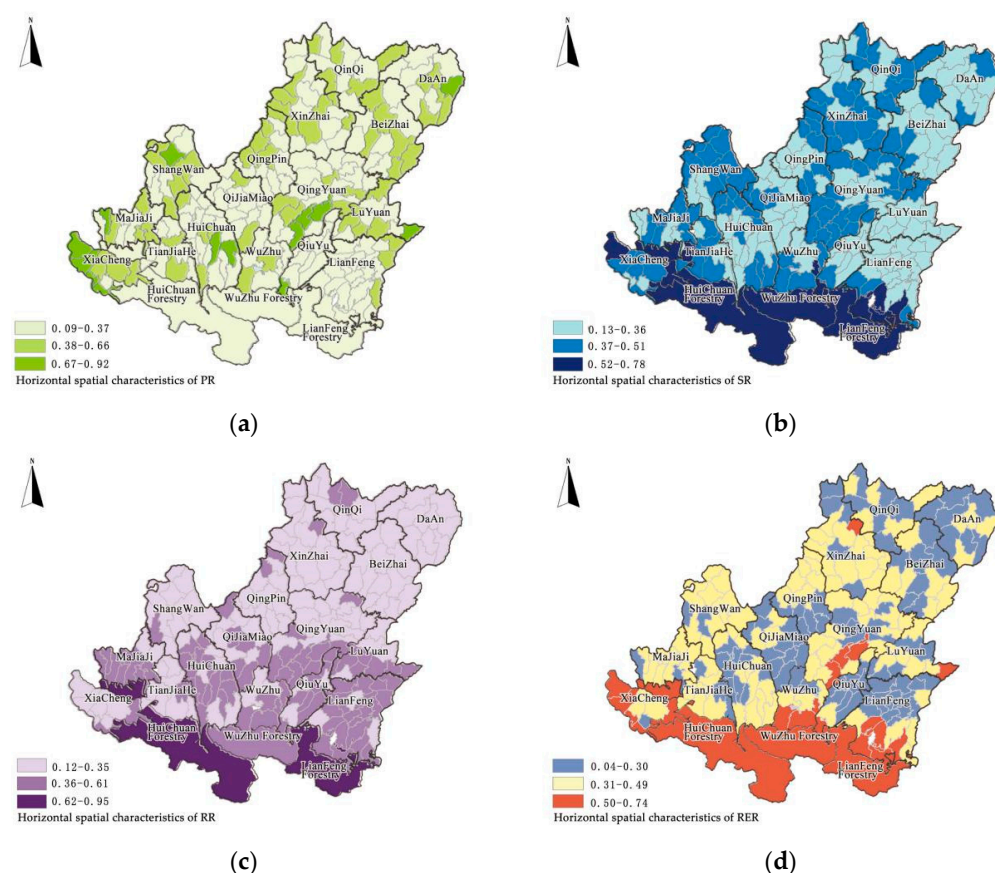 N
QinQi
DaAn
XinZhai
BeiZhai
QingPin
ShangWan
QingYuan
QiJiaMiao
LuYuan
MaJiaJi
HuiChuan
TianJiaHe
WuZhu
QiuYu
XiaCheng
LianFeng
HuiChuan
Forestry
WuZhu Forestry
LianFeng
Forestry
0.09-0.37
0.38-0.66
0.67-0.92
Horizontal spatial characteristics of PR
(a)
N
QinQi
DaAn
XinZhai
BeiZhai
QingPin
ShangWan
QingYuan
QiJiaMiao
LuYuan
MaJiaJi
HuiChuan
TianJiaHe
WuZhu
QiuYu
XiaCheng
LianFeng
HuiChuan
Forestry
WuZhu Forestry
LianFeng
Forestry
0.13-0.36
0.37-0.51
0.52-0.78
Horizontal spatial characteristics of SR
(b)
N
QinQi
DaAn
XinZhai
BeiZhai
QingPin
ShangWan
QingYuan
QiJiaMiao
LuYuan
MaJiaJi
HuiChuan
TianJiaHe
WuZhu
QiuYu
XiaCheng
LianFeng
HuiChuan
Forestry
WuZhu Forestry
LianFeng
Forestry
0.12-0.35
0.36-0.61
0.62-0.95
Horizontal spatial characteristics of RR
(c)
N
QinQi
DaAn
XinZhai
BeiZhai
QingPin
ShangWan
QingYuan
QiJiaMiao
LuYuan
MaJiaJi
HuiChuan
TianJiaHe
WuZhu
QiuYu
XiaCheng
LianFeng
HuiChuan
Forestry
WuZhu Forestry
LianFeng
Forestry
0.04-0.30
0.31-0.49
0.50-0.74
Horizontal spatial characteristics of RER
(d)